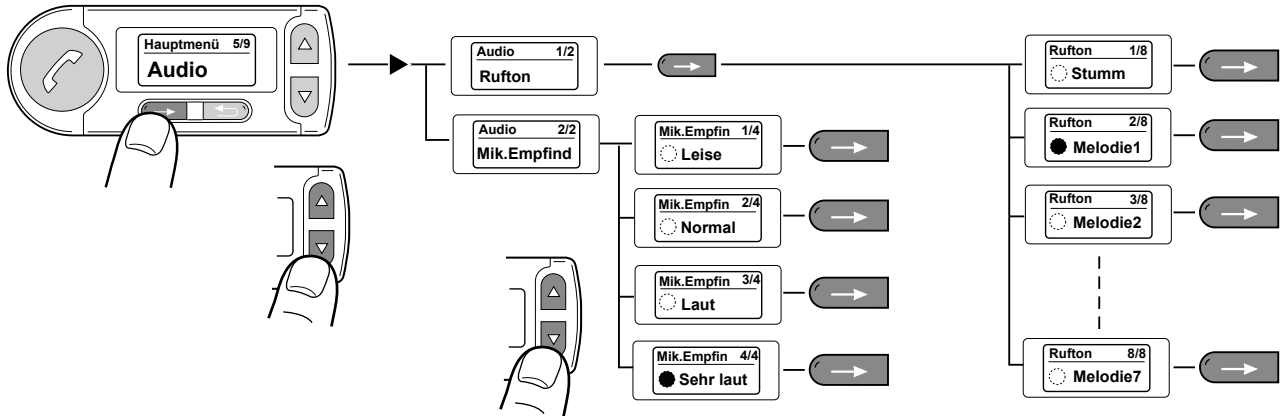 Hauptmenü 5/9
Audio
Audio 1/2
Rufton
Audio 2/2
Mik.Empfind
Mik.Empfin 1/4
Leise
Mik.Empfin 2/4
Normal
Mik.Empfin 3/4
Laut
Mik.Empfin 4/4
Sehr laut
Rufton 1/8
Stumm
Rufton 2/8
Melodie1
Rufton 3/8
Melodie2
Rufton 8/8
Melodie7